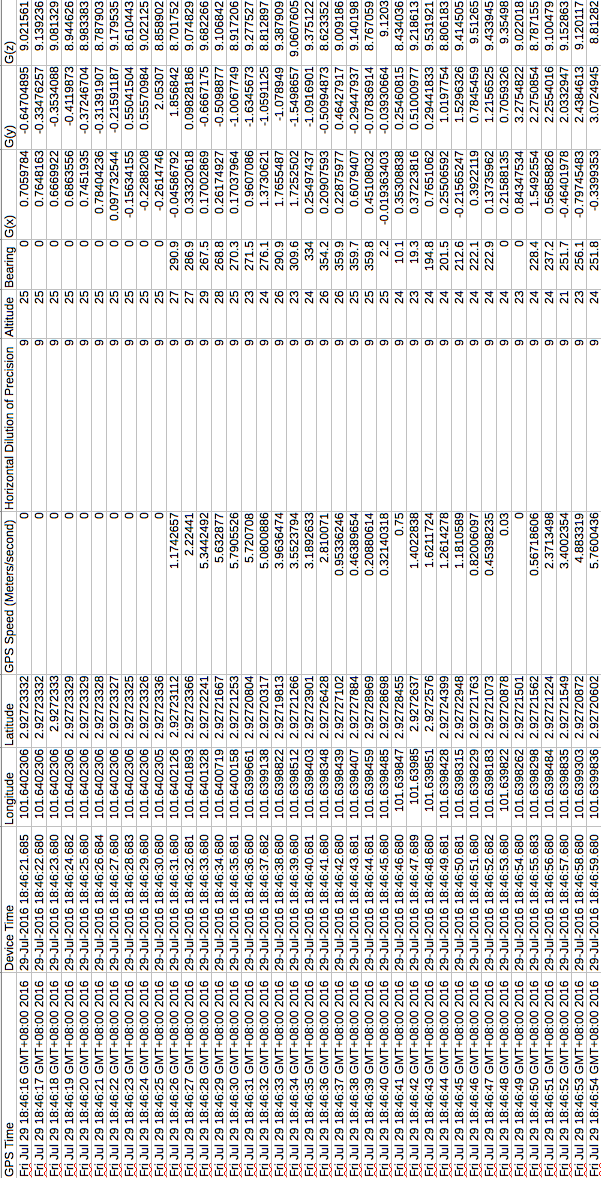 GPS Time Device Time Longitude Latitude GPS Speed (Meters/second) Horizontal Dilution of Precision Altitude Bearing G(x) G(y) G(z)
Fri Jul 29 18:46:16 GMT+08:00 2016 29-Jul-2016 18:46:21.685 101.6402306 2.92723332 0 9 25 0 0.7059784 -0.64704895 9.021561
Fri Jul 29 18:46:17 GMT+08:00 2016 29-Jul-2016 18:46:22.680 101.6402306 2.92723332 0 9 25 0 0.7648163 -0.33476257 9.139236
Fri Jul 29 18:46:18 GMT+08:00 2016 29-Jul-2016 18:46:23.680 101.6402306 2.9272333 0 9 25 0 0.6669922 -0.3534088 9.081329
Fri Jul 29 18:46:19 GMT+08:00 2016 29-Jul-2016 18:46:24.682 101.6402306 2.92723329 0 9 25 0 0.6863556 -0.4119873 8.944626
Fri Jul 29 18:46:20 GMT+08:00 2016 29-Jul-2016 18:46:25.680 101.6402306 2.92723329 0 9 25 0 0.7451935 -0.37246704 8.983383
Fri Jul 29 18:46:21 GMT+08:00 2016 29-Jul-2016 18:46:26.684 101.6402306 2.92723328 0 9 25 0 0.78404236 -0.31391907 8.787903
Fri Jul 29 18:46:22 GMT+08:00 2016 29-Jul-2016 18:46:27.680 101.6402306 2.92723327 0 9 25 0 0.097732544 -0.21591187 9.179535
Fri Jul 29 18:46:23 GMT+08:00 2016 29-Jul-2016 18:46:28.683 101.6402306 2.92723325 0 9 25 0 -0.15634155 0.55041504 8.610443
Fri Jul 29 18:46:24 GMT+08:00 2016 29-Jul-2016 18:46:29.680 101.6402306 2.92723326 0 9 25 0 -0.2288208 0.55570984 9.022125
Fri Jul 29 18:46:25 GMT+08:00 2016 29-Jul-2016 18:46:30.680 101.6402305 2.92723336 0 9 25 0 -0.2614746 2.05307 8.858902
Fri Jul 29 18:46:26 GMT+08:00 2016 29-Jul-2016 18:46:31.680 101.6402126 2.92723112 1.1742657 9 27 290.9 -0.04586792 1.856842 8.701752
Fri Jul 29 18:46:27 GMT+08:00 2016 29-Jul-2016 18:46:32.681 101.6401893 2.92723366 2.22441 9 27 286.9 0.33320618 0.09828186 9.074829
Fri Jul 29 18:46:28 GMT+08:00 2016 29-Jul-2016 18:46:33.680 101.6401328 2.92722241 5.3442492 9 29 267.5 0.17002869 -0.6667175 9.682266
Fri Jul 29 18:46:29 GMT+08:00 2016 29-Jul-2016 18:46:34.680 101.6400719 2.92721667 5.632877 9 28 268.8 0.26174927 -0.5098877 9.106842
Fri Jul 29 18:46:30 GMT+08:00 2016 29-Jul-2016 18:46:35.681 101.6400158 2.92721253 5.7905526 9 25 270.3 0.17037964 -1.0067749 8.917206
Fri Jul 29 18:46:31 GMT+08:00 2016 29-Jul-2016 18:46:36.680 101.6399661 2.92720804 5.720708 9 23 271.5 0.9607086 -1.6345673 9.277527
Fri Jul 29 18:46:32 GMT+08:00 2016 29-Jul-2016 18:46:37.682 101.6399138 2.92720317 5.0800886 9 24 276.1 1.3730621 -1.0591125 8.812897
Fri Jul 29 18:46:33 GMT+08:00 2016 29-Jul-2016 18:46:38.680 101.6398822 2.92719813 3.9636474 9 26 290.9 1.7655487 -1.078949 9.387909
Fri Jul 29 18:46:34 GMT+08:00 2016 29-Jul-2016 18:46:39.680 101.6398512 2.92721266 3.5523794 9 23 309.6 1.7252502 -1.5498657 9.0607605
Fri Jul 29 18:46:35 GMT+08:00 2016 29-Jul-2016 18:46:40.681 101.6398403 2.92723901 3.1892633 9 24 334 0.25497437 -1.0916901 9.375122
Fri Jul 29 18:46:36 GMT+08:00 2016 29-Jul-2016 18:46:41.680 101.6398348 2.92726428 2.810071 9 26 354.2 0.20907593 -0.50994873 8.623352
Fri Jul 29 18:46:37 GMT+08:00 2016 29-Jul-2016 18:46:42.680 101.6398439 2.92727102 0.95336246 9 26 359.9 0.22875977 0.46427917 9.009186
Fri Jul 29 18:46:38 GMT+08:00 2016 29-Jul-2016 18:46:43.681 101.6398407 2.92727884 0.46389654 9 25 359.7 0.6079407 -0.29447937 9.140198
Fri Jul 29 18:46:39 GMT+08:00 2016 29-Jul-2016 18:46:44.681 101.6398459 2.92728969 0.20880614 9 25 359.8 0.45108032 -0.07836914 8.767059
Fri Jul 29 18:46:40 GMT+08:00 2016 29-Jul-2016 18:46:45.680 101.6398485 2.92728698 0.32140318 9 25 2.2 -0.019363403 -0.03930664 9.1203
Fri Jul 29 18:46:41 GMT+08:00 2016 29-Jul-2016 18:46:46.680 101.639847 2.92728455 0.75 9 24 10.1 0.35308838 0.25460815 8.434036
Fri Jul 29 18:46:42 GMT+08:00 2016 29-Jul-2016 18:46:47.689 101.63985 2.9272637 1.4022838 9 23 19.3 0.37223816 0.51000977 9.218613
Fri Jul 29 18:46:43 GMT+08:00 2016 29-Jul-2016 18:46:48.680 101.639851 2.92722576 1.6211724 9 24 194.8 0.7651062 0.29441833 9.531921
Fri Jul 29 18:46:44 GMT+08:00 2016 29-Jul-2016 18:46:49.681 101.6398428 2.92724399 1.2614278 9 24 201.5 0.25506592 1.0197754 8.806183
Fri Jul 29 18:46:45 GMT+08:00 2016 29-Jul-2016 18:46:50.681 101.6398315 2.92722948 1.1810589 9 24 212.6 -0.21565247 1.5296326 9.414505
Fri Jul 29 18:46:46 GMT+08:00 2016 29-Jul-2016 18:46:51.680 101.6398229 2.92721763 0.82006097 9 24 222.1 0.3922119 0.7845459 9.51265
Fri Jul 29 18:46:47 GMT+08:00 2016 29-Jul-2016 18:46:52.682 101.6398183 2.92721073 0.45398235 9 24 222.9 0.13735962 1.2156525 9.433945
Fri Jul 29 18:46:48 GMT+08:00 2016 29-Jul-2016 18:46:53.680 101.639822 2.92720878 0.03 9 24 0 0.21588135 0.7059326 9.35498
Fri Jul 29 18:46:49 GMT+08:00 2016 29-Jul-2016 18:46:54.680 101.6398262 2.92721501 0 9 23 0 0.84347534 3.2754822 9.022018
Fri Jul 29 18:46:50 GMT+08:00 2016 29-Jul-2016 18:46:55.683 101.6398298 2.92721562 0.56718606 9 24 228.4 1.5492554 2.2750854 8.787155
Fri Jul 29 18:46:51 GMT+08:00 2016 29-Jul-2016 18:46:56.680 101.6398484 2.92721224 2.3713498 9 24 237.2 0.56858826 2.2554016 9.100479
Fri Jul 29 18:46:52 GMT+08:00 2016 29-Jul-2016 18:46:57.680 101.6398835 2.92721549 3.4002354 9 21 251.7 -0.46401978 2.0332947 9.152863
Fri Jul 29 18:46:53 GMT+08:00 2016 29-Jul-2016 18:46:58.680 101.6399303 2.92720872 4.883319 9 23 256.1 -0.79745483 2.4384613 9.120117
Fri Jul 29 18:46:54 GMT+08:00 2016 29-Jul-2016 18:46:59.680 101.6399836 2.92720602 5.7600436 9 24 251.8 -0.3399353 3.0724945 8.81282